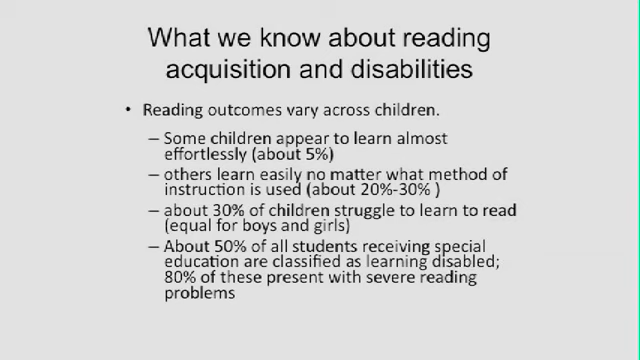 What we know about reading
acquisition and disabilities
• Reading outcomes vary across children.
– Some children appear to learn almost
effortlessly (about 5%)
– others learn easily no matter what method of
instruction is used (about 20%-30% )
– about 30% of children struggle to learn to read
(equal for boys and girls)
– About 50% of all students receiving special
education are classified as learning disabled;
80% of these present with severe reading
problems